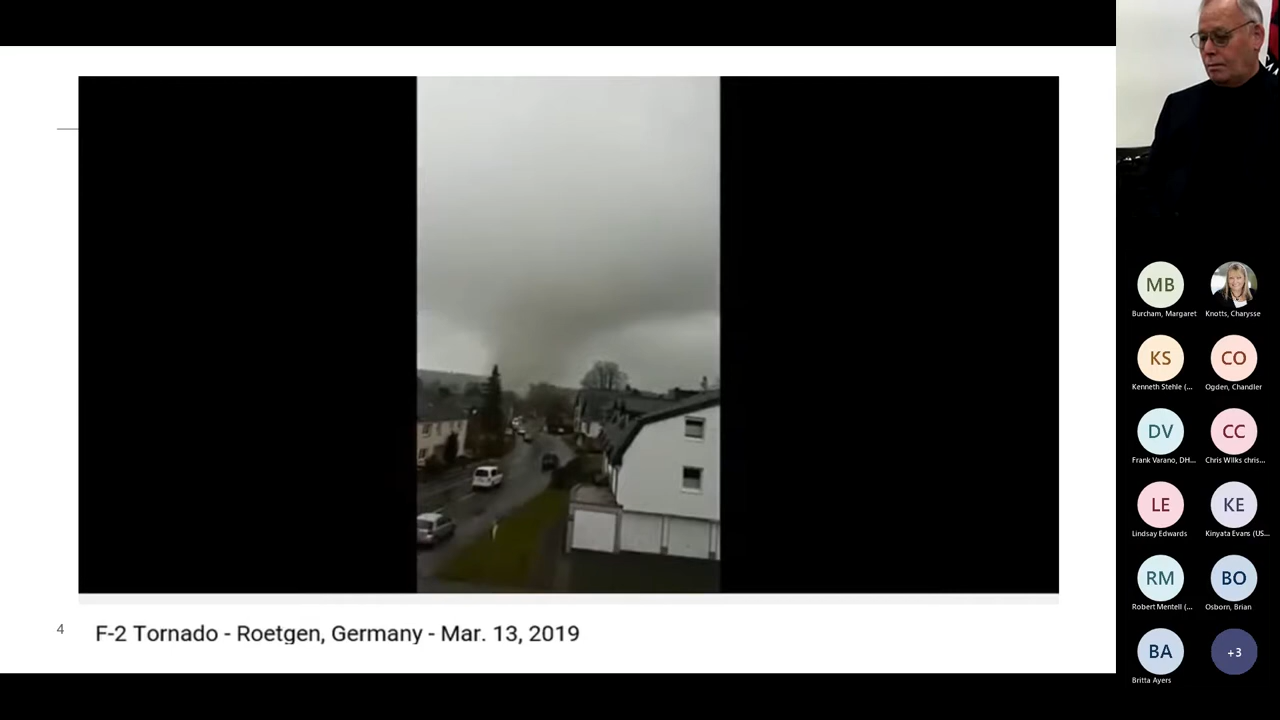 4
F-2 Tornado - Roetgen, Germany - Mar. 13, 2019
MB
Burcham, Margaret
Knotts, Charysse
KS
CO
Kenneth Stehle (...
Ogden, Chandler
DV
CC
Frank Varano, DH...
Chris Wilks chris...
LE
KE
Lindsay Edwards
Kinyata Evans (US...
RM
BO
Robert Mentell (...
Osborn, Brian
BA
+3
Britta Ayers